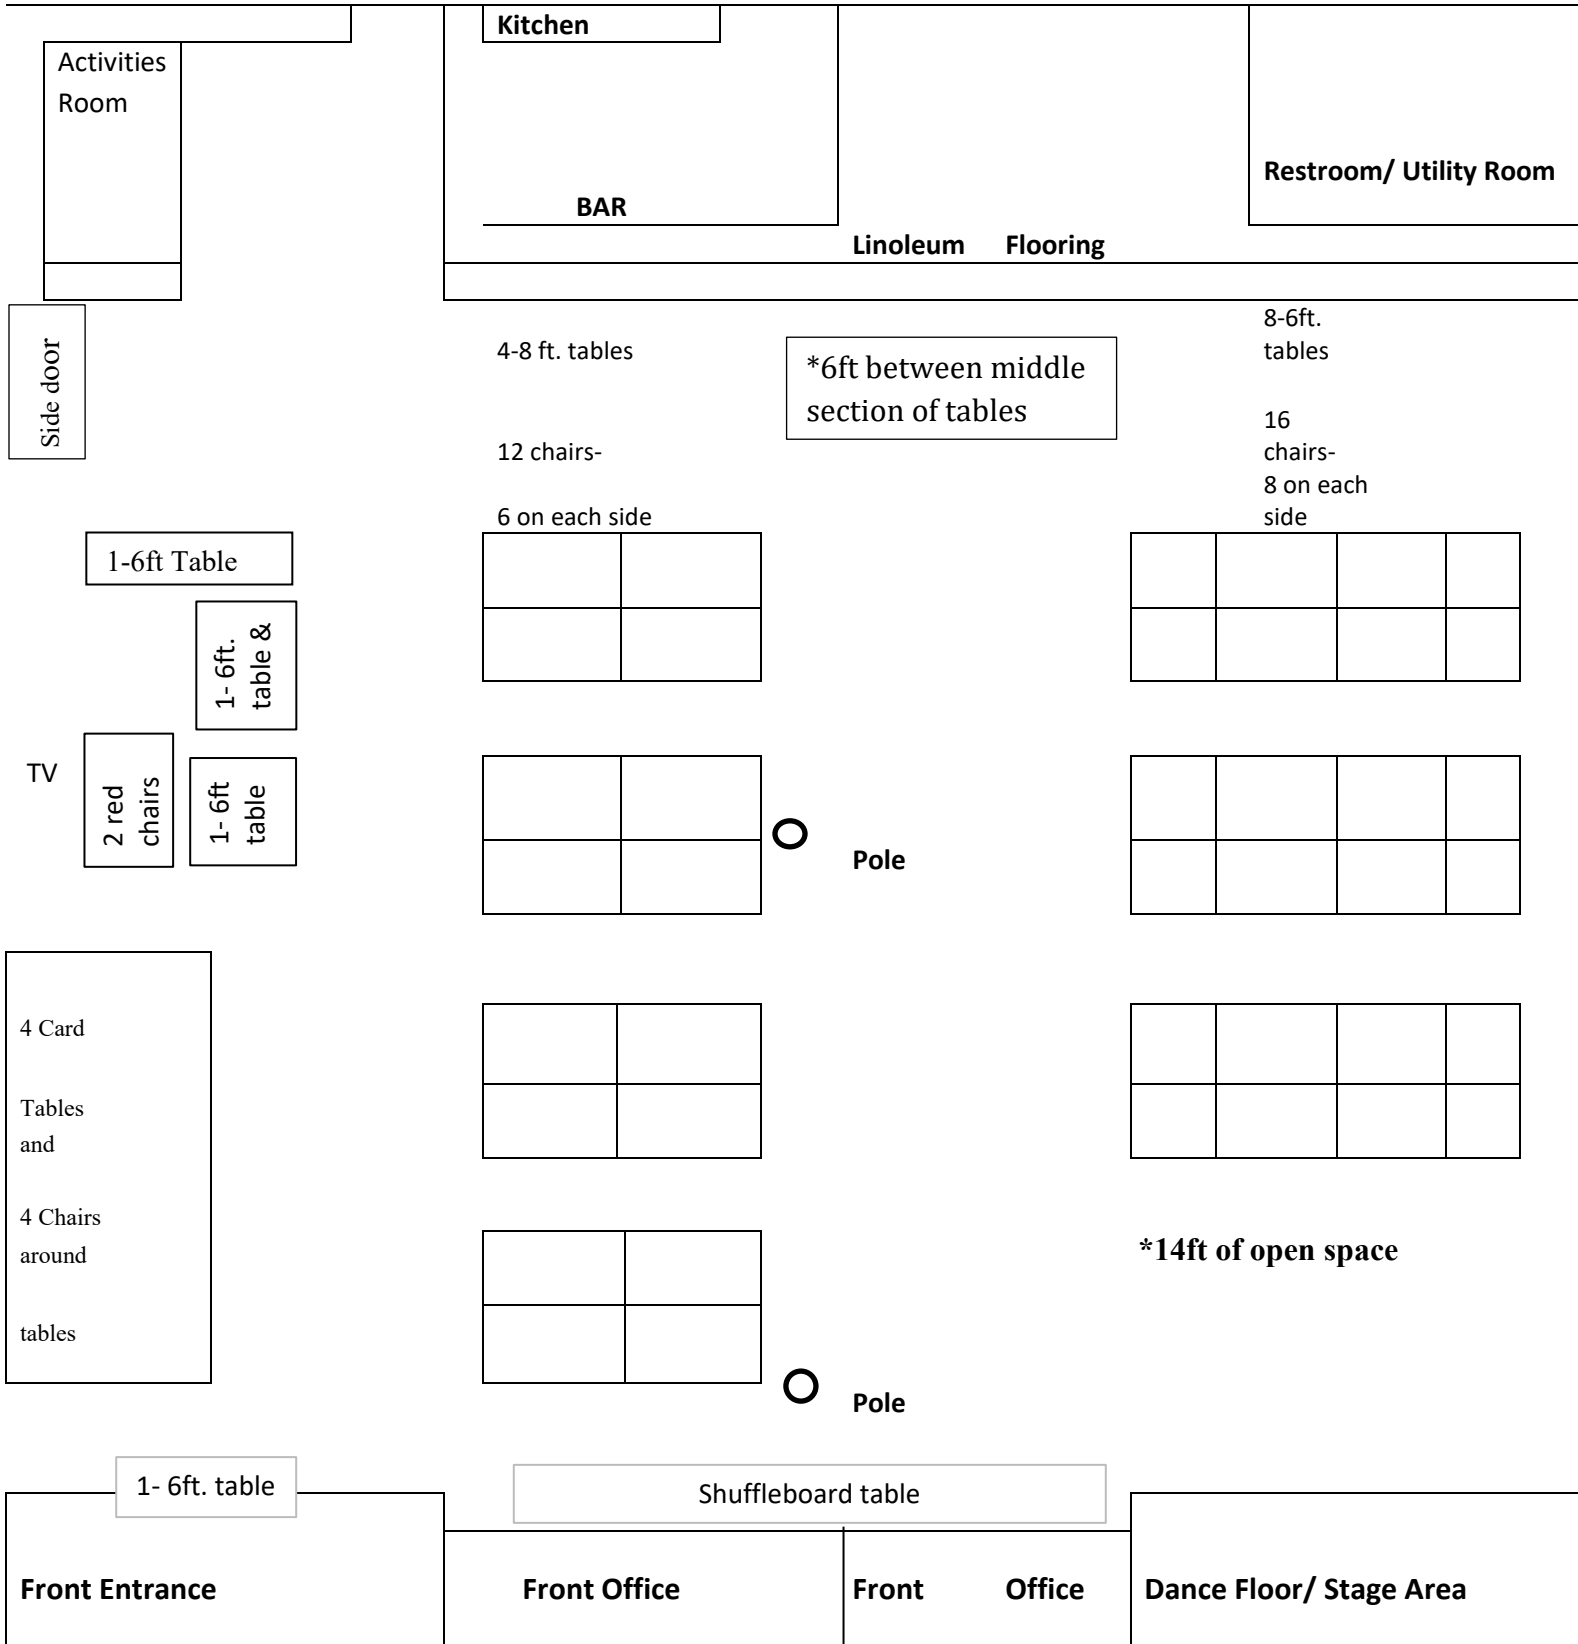 Kitchen
Activities
Room
Restroom/ Utility Room
BAR
Linoleum Flooring
Side door
4-8 ft. tables
12 chairs-
6 on each side
*6ft between middle
section of tables
8-6ft.
tables
16
chairs-
8 on each
side
1-6ft Table
1- 6ft.
table &
TV
2 red
chairs
1- 6ft
table
Pole
4 Card
Tables
and
4 Chairs
around
tables
*14ft of open space
Pole
1- 6ft. table
Shuffleboard table
Front Entrance
Front Office
Front Office
Dance Floor/ Stage Area